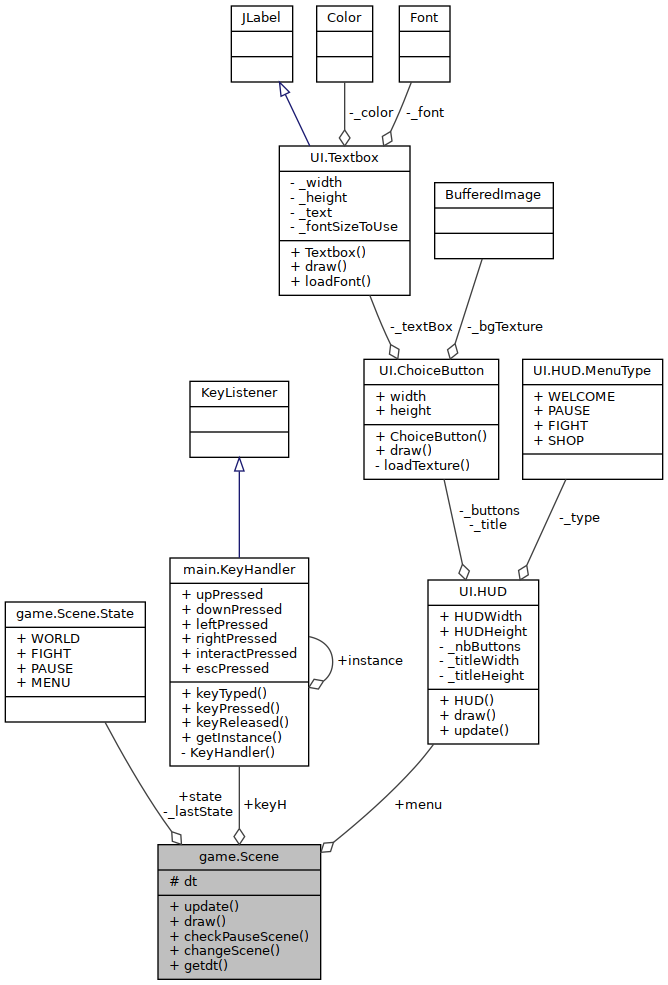 JLabel
Color
Font
-_color
-_font
UI.Textbox
- _width
- _height
- _text
- _fontSizeToUse
+ Textbox()
+ draw()
+ loadFont()
BufferedImage
-_textBox
-_bgTexture
UI.ChoiceButton
+ width
+ height
+ ChoiceButton()
+ draw()
- loadTexture()
UI.HUD.MenuType
+ WELCOME
+ PAUSE
+ FIGHT
+ SHOP
KeyListener
-_buttons
-_title
-_type
main.KeyHandler
+ upPressed
+ downPressed
+ leftPressed
+ rightPressed
+ interactPressed
+ escPressed
+ keyTyped()
+ keyPressed()
+ keyReleased()
+ getInstance()
- KeyHandler()
+instance
UI.HUD
+ HUDWidth
+ HUDHeight
- _nbButtons
- _titleWidth
- _titleHeight
+ HUD()
+ draw()
+ update()
game.Scene.State
+ WORLD
+ FIGHT
+ PAUSE
+ MENU
+state
-_lastState
+keyH
+menu
game.Scene
# dt
+ update()
+ draw()
+ checkPauseScene()
+ changeScene()
+ getdt()